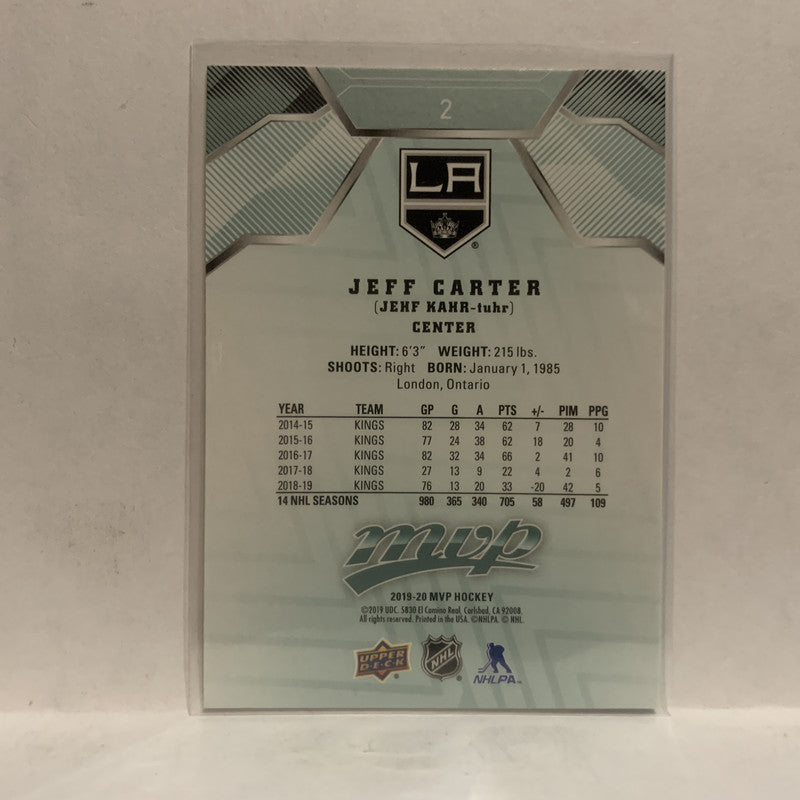 2
LA
®
JEFF CARTER
(JEHF KAHR-tuhr)
CENTER
HEIGHT: 6'3" WEIGHT: 215 lbs.
SHOOTS: Right BORN: January 1, 1985
London, Ontario
YEAR TEAM GP G A PTS +/- PIM PPG
2014-15 KINGS 82 28 34 62 7 28 10
2015-16 KINGS 77 24 38 62 18 20 4
2016-17 KINGS 82 32 34 66 2 41 10
2017-18 KINGS 27 13 9 22 4 2 6
2018-19 KINGS 76 13 20 33 -20 42 5
14 NHL SEASONS 980 365 340 705 58 497 109
mvp
2019-20 MVP HOCKEY
©2019 UDC. 5830 El Camino Real, Carlsbad, CA 92008.
All rights reserved. Printed in the USA. ©NHLPA. © NHL.
UPPER DECK® NHL® NHLPA™